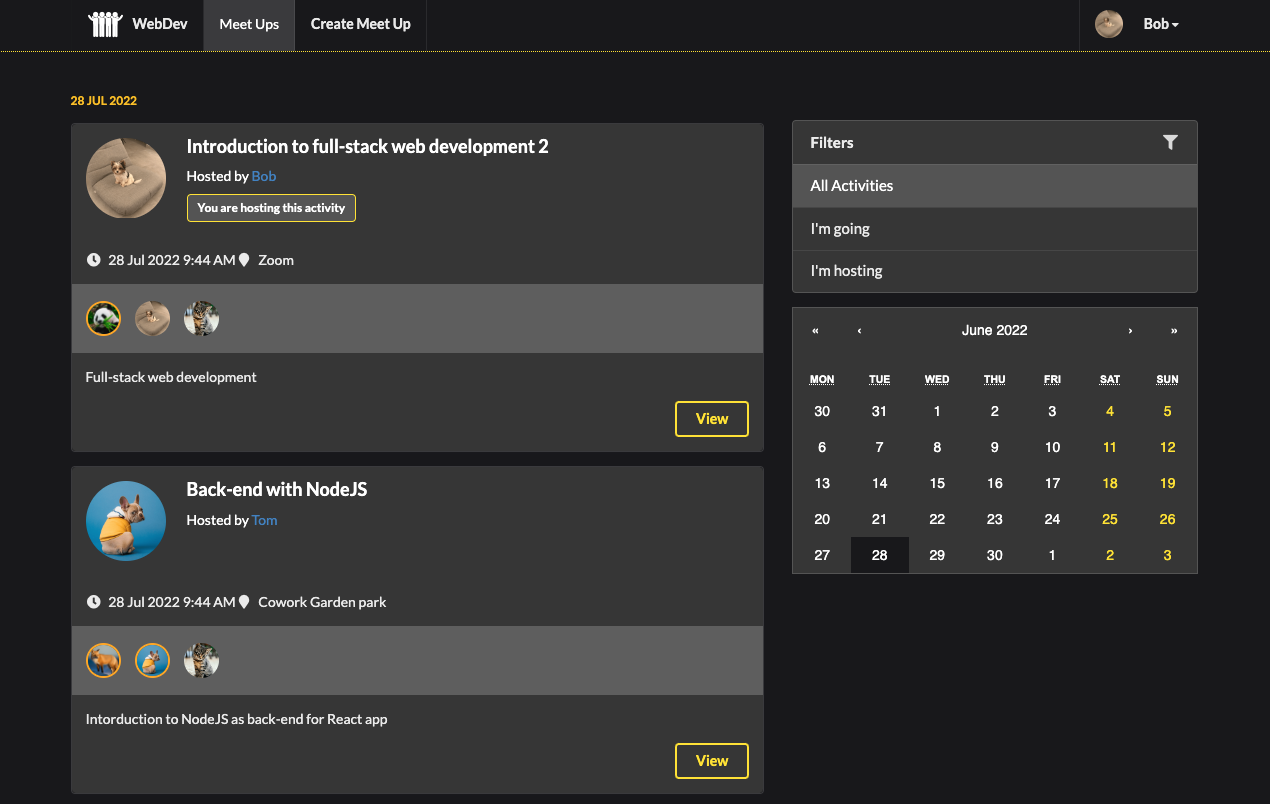 WebDev
Meet Ups
Create Meet Up
Bob
28 JUL 2022
Introduction to full-stack web development 2
Hosted by Bob
You are hosting this activity
28 Jul 2022 9:44 AM Zoom
Full-stack web development
View
Back-end with NodeJS
Hosted by Tom
28 Jul 2022 9:44 AM Cowork Garden park
Intorduction to NodeJS as back-end for React app
View
Filters
All Activities
I'm going
I'm hosting
« ‹ June 2022 › »
MON TUE WED THU FRI SAT SUN
30 31 1 2 3 4 5
6 7 8 9 10 11 12
13 14 15 16 17 18 19
20 21 22 23 24 25 26
27 28 29 30 1 2 3